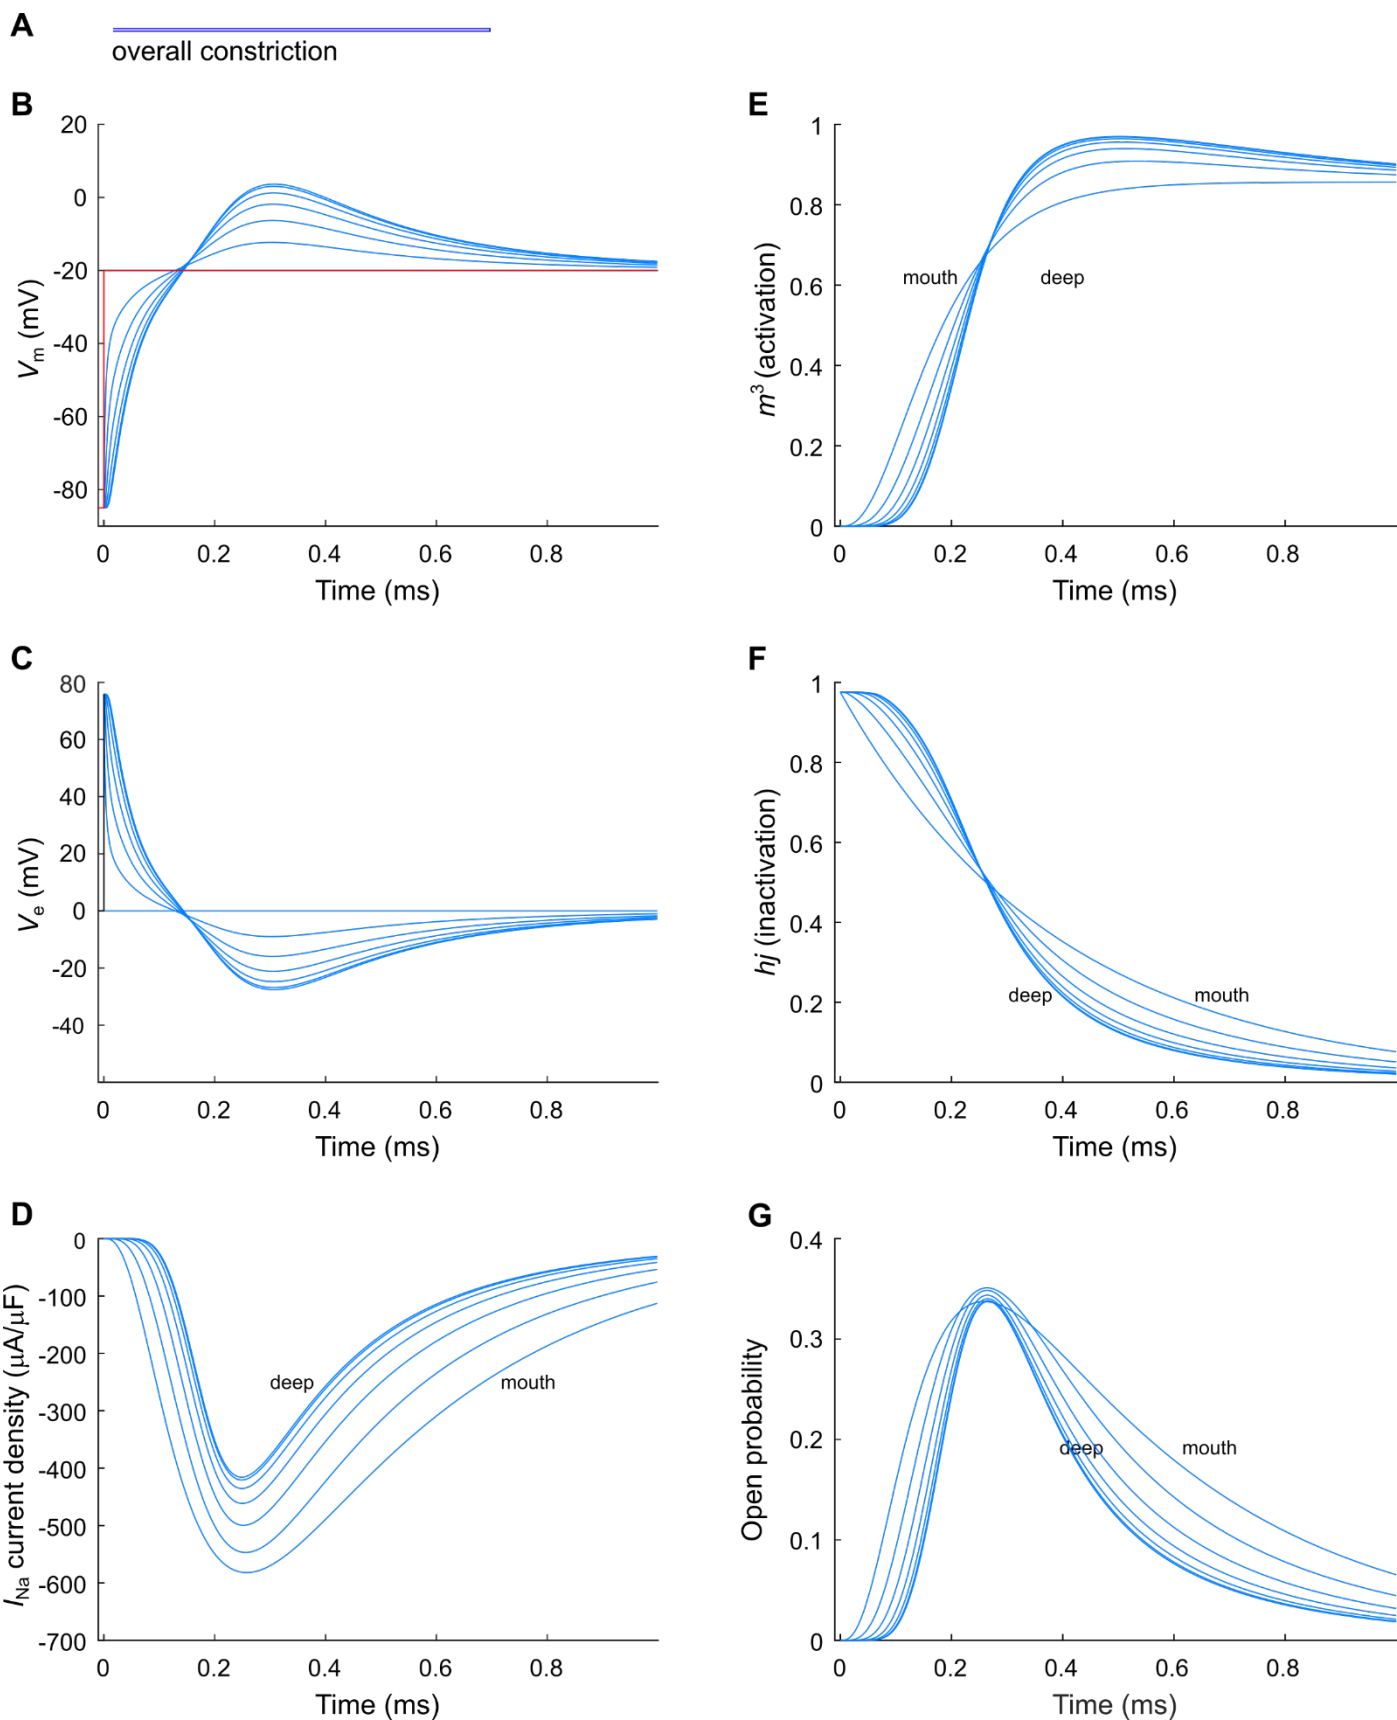 A
overall constriction
B
20
0
-20
-40
-60
-80
Vm (mV)
0 0.2 0.4 0.6 0.8
Time (ms)
C
80
60
40
20
0
-20
-40
Ve (mV)
0 0.2 0.4 0.6 0.8
Time (ms)
D
0
-100
-200
-300
-400
-500
-600
-700
INa current density (μA/μF)
deep
mouth
0 0.2 0.4 0.6 0.8
Time (ms)
E
1
0.8
0.6
0.4
0.2
0
m³ (activation)
mouth
deep
0 0.2 0.4 0.6 0.8
Time (ms)
F
1
0.8
0.6
0.4
0.2
0
hj (inactivation)
deep
mouth
0 0.2 0.4 0.6 0.8
Time (ms)
G
0.4
0.3
0.2
0.1
0
Open probability
deep
mouth
0 0.2 0.4 0.6 0.8
Time (ms)